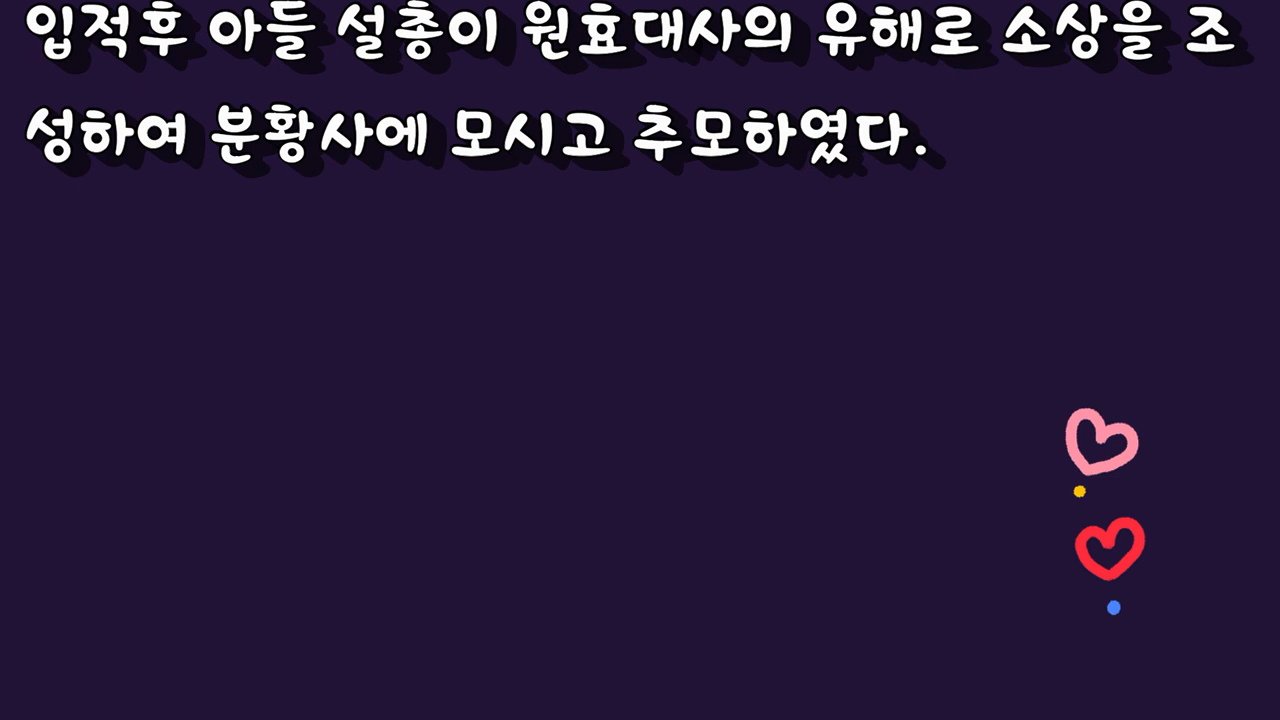 입적후 아들 설총이 원효대사의 유해로 소상을 조
성하여 분황사에 모시고 추모하였다.